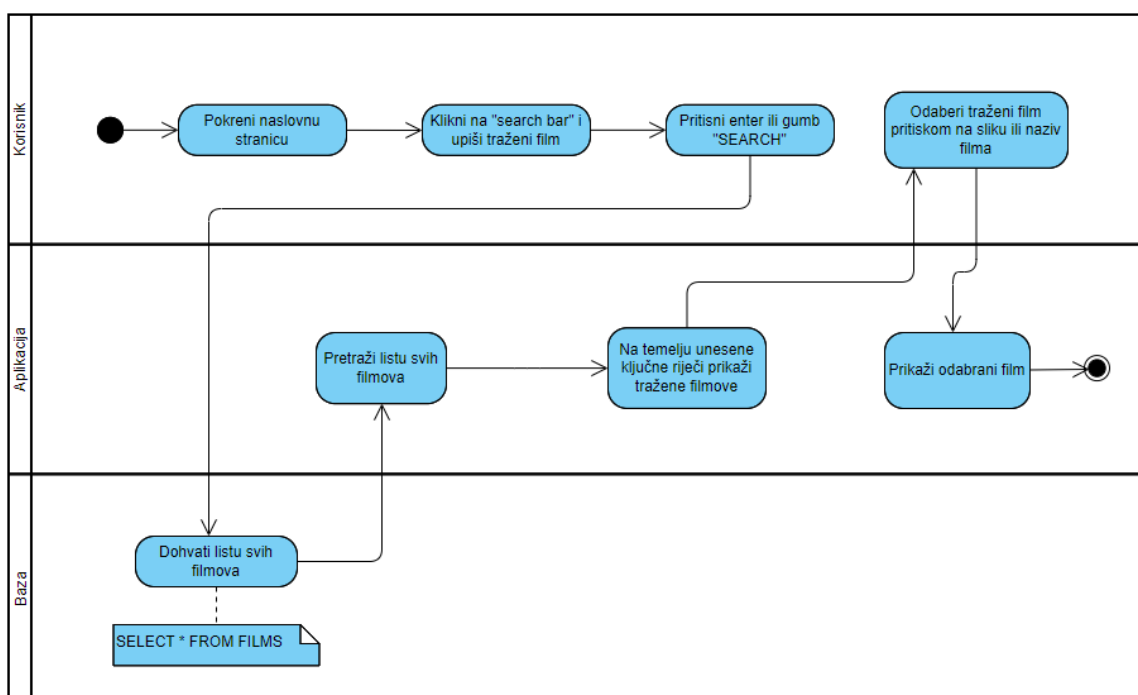 Korisnik
Pokreni naslovnu
stranicu
Klikni na "search bar" i
upiši traženi film
Pritisni enter ili gumb
"SEARCH"
Odaberi traženi film
pritiskom na sliku ili naziv
filma
Aplikacija
Pretraži listu svih
filmova
Na temelju unesene
ključne riječi prikaži
tražene filmove
Prikaži odabrani film
Baza
Dohvati listu svih
filmova
SELECT * FROM FILMS